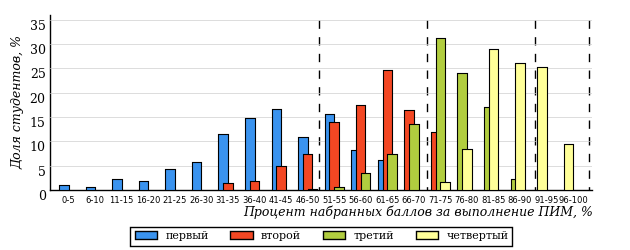 Доля студентов, %
35
30
25
20
15
10
5
0
0-5 6-10 11-15 16-20 21-25 26-30 31-35 36-40 41-45 46-50 51-55 56-60 61-65 66-70 71-75 76-80 81-85 86-90 91-95 96-100
Процент набранных баллов за выполнение ПИМ, %
первый второй третий четвертый